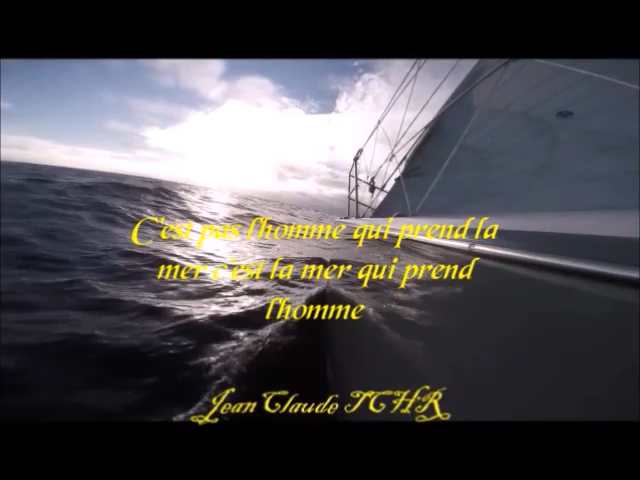 C'est pas l'homme qui prend la
mer c'est la mer qui prend
l'homme
Jean Claude TCHR